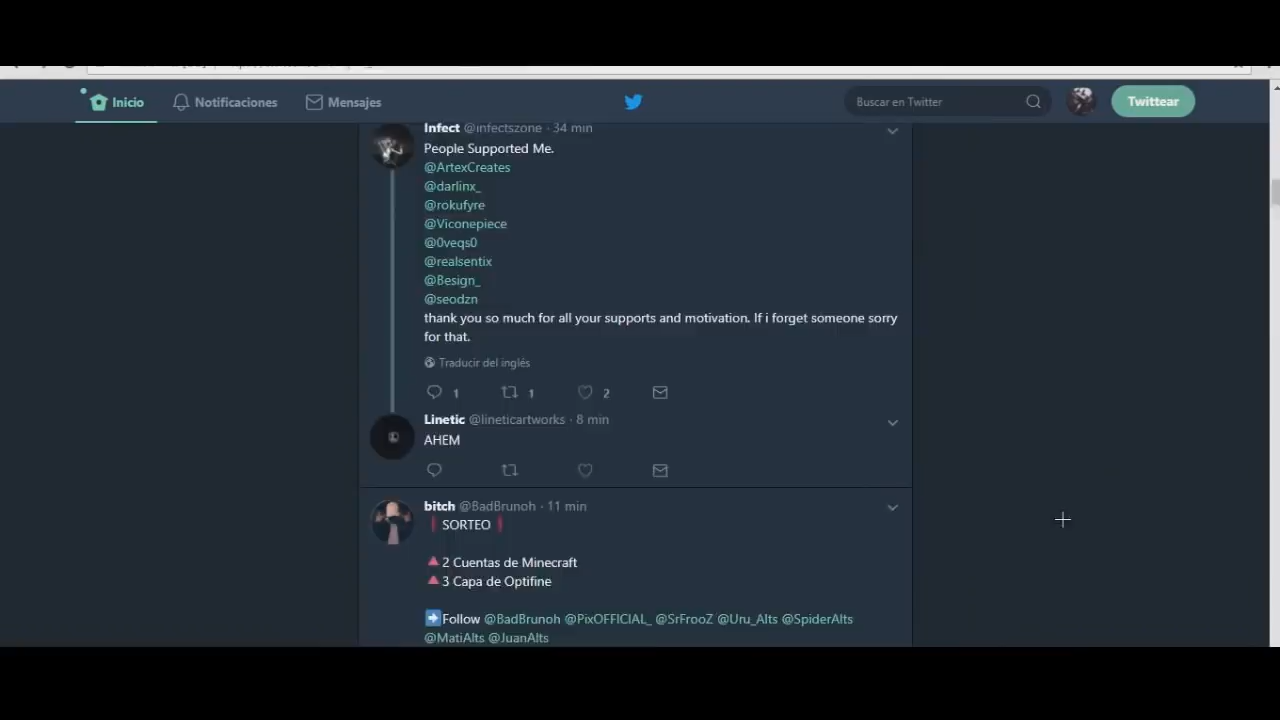 Inicio
Notificaciones
Mensajes
Buscar en Twitter
Twittear
Infect @infectszone · 34 min
People Supported Me.
@ArtexCreates
@darlinx_
@rokufyre
@Viconepiece
@0veqs0
@realsentix
@Besign_
@seodzn
thank you so much for all your supports and motivation. If i forget someone sorry
for that.
Traducir del inglés
1 1 2
Linetic @lineticartworks · 8 min
AHEM
bitch @BadBrunoh · 11 min
❗SORTEO❗
🔺2 Cuentas de Minecraft
🔺3 Capa de Optifine
➡Follow @BadBrunoh @PixOFFICIAL_ @SrFrooZ @Uru_Alts @SpiderAlts
@MatiAlts @JuanAlts